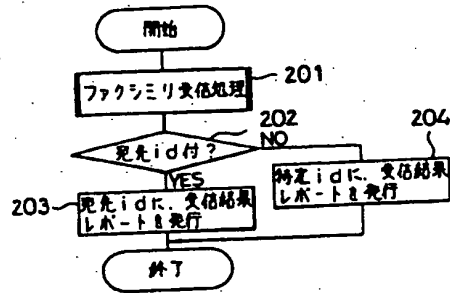 開始
ファクシミリ受信処理
201
宛先id付?
202
NO
YES
204
特定idに、受信結果
レポートを発行
203
宛先idに、受信結果
レポートを発行
終了